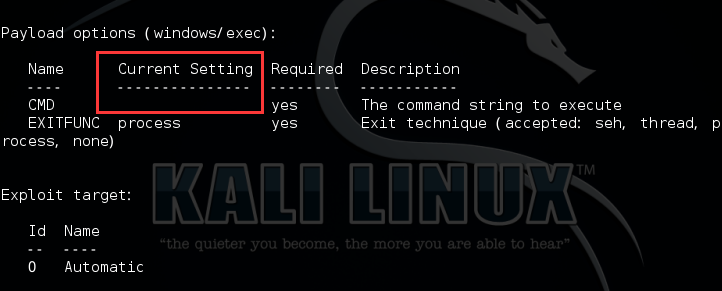 Payload options (windows/exec):
Name Current Setting Required Description
---- --------------- -------- -----------
CMD yes The command string to execute
EXITFUNC process yes Exit technique (accepted: seh, thread, p
rocess, none)
Exploit target:
Id Name
-- ----
0 Automatic
KALI LINUX™
"the quieter you become, the more you are able to hear"